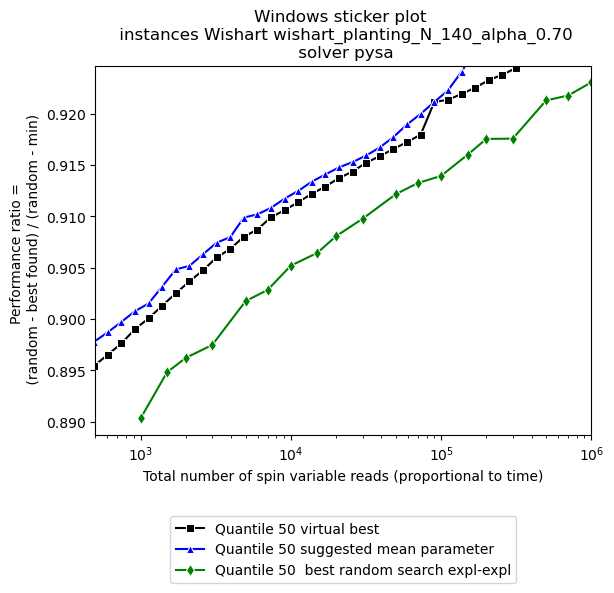 Windows sticker plot
instances Wishart wishart_planting_N_140_alpha_0.70
solver pysa
Performance ratio =
(random - best found) / (random - min)
0.920
0.915
0.910
0.905
0.900
0.895
0.890
10³
10⁴
10⁵
10⁶
Total number of spin variable reads (proportional to time)
Quantile 50 virtual best
Quantile 50 suggested mean parameter
Quantile 50  best random search expl-expl